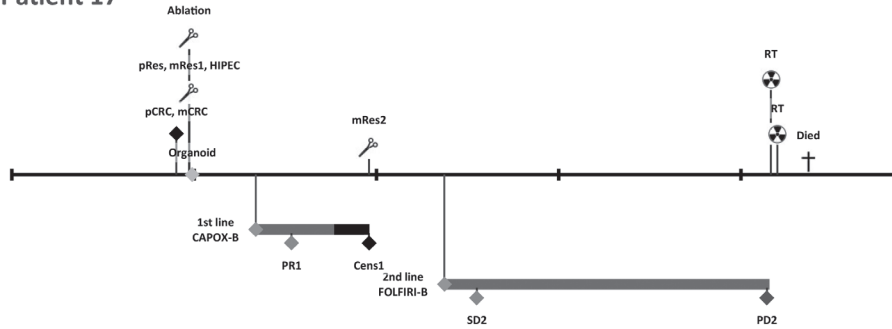 Patient 17
Ablation
pRes, mRes1, HIPEC
pCRC, mCRC
Organoid
mRes2
RT
RT
Died
1st line
CAPOX-B
PR1
Cens1
2nd line
FOLFIRI-B
SD2
PD2